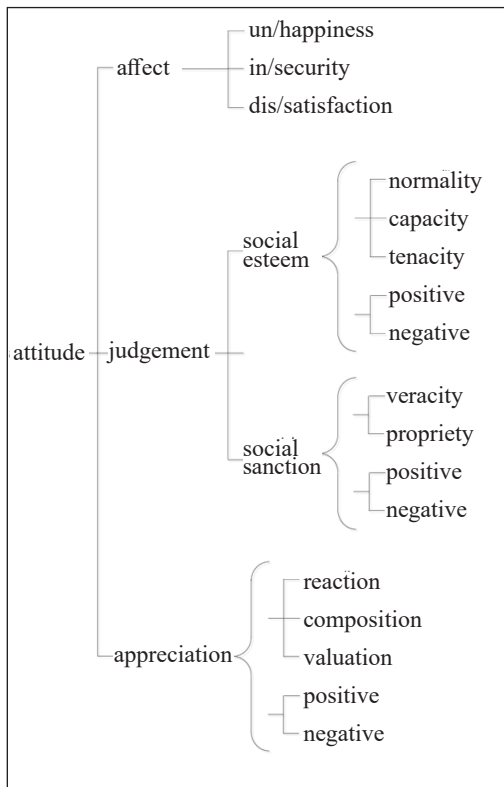 un/happiness
affect
in/security
dis/satisfaction
normality
capacity
social
esteem
tenacity
positive
negative
attitude
judgement
veracity
propriety
social
sanction
positive
negative
reaction
composition
appreciation
valuation
positive
negative